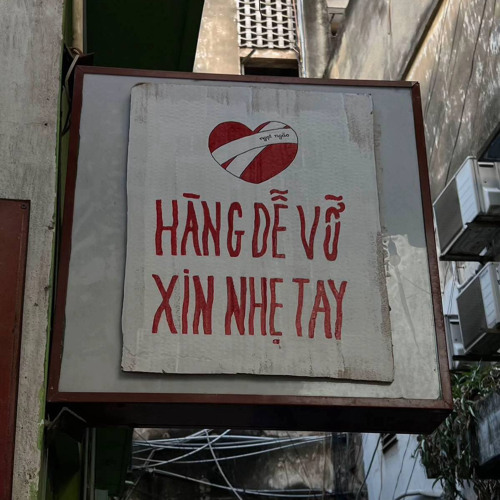 ngọt ngào
HÀNG DỄ VỠ
XIN NHẸ TAY